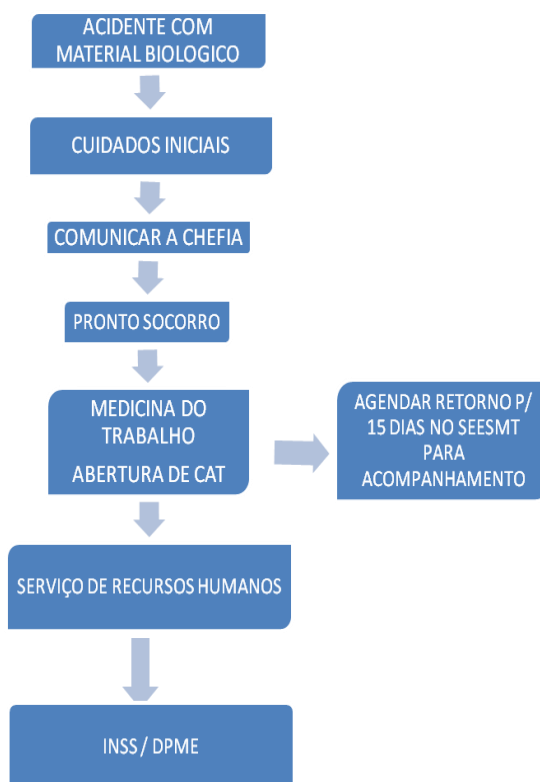 ACIDENTE COM
MATERIAL BIOLOGICO
CUIDADOS INICIAIS
COMUNICAR A CHEFIA
PRONTO SOCORRO
MEDICINA DO
TRABALHO
ABERTURA DE CAT
AGENDAR RETORNO P/
15 DIAS NO SEESMT
PARA
ACOMPANHAMENTO
SERVIÇO DE RECURSOS HUMANOS
INSS / DPME